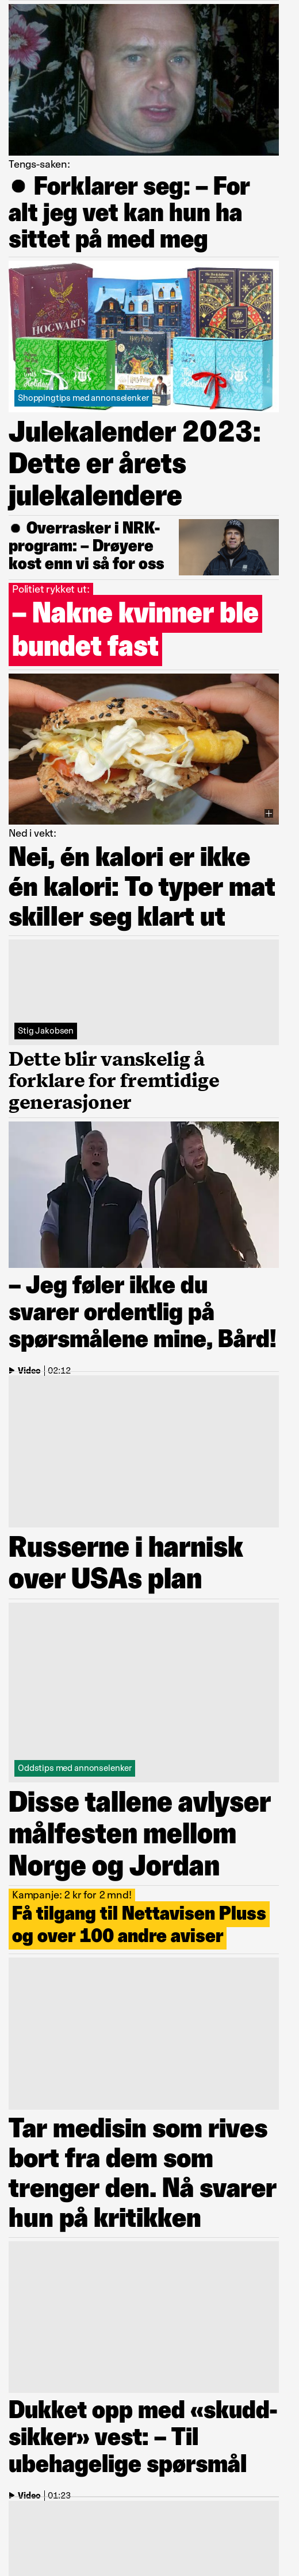 Tengs-saken:
● Forklarer seg: – For
alt jeg vet kan hun ha
sittet på med meg
HOGWARTS
Shoppingtips med annonselenker
Julekalender 2023:
Dette er årets
julekalendere
● Overrasker i NRK-
program: – Drøyere
kost enn vi så for oss
Politiet rykket ut:
– Nakne kvinner ble
bundet fast
Ned i vekt:
Nei, én kalori er ikke
én kalori: To typer mat
skiller seg klart ut
Stig Jakobsen
Dette blir vanskelig å
forklare for fremtidige
generasjoner
– Jeg føler ikke du
svarer ordentlig på
spørsmålene mine, Bård!
Video | 02:12
Russerne i harnisk
over USAs plan
Oddstips med annonselenker
Disse tallene avlyser
målfesten mellom
Norge og Jordan
Kampanje: 2 kr for 2 mnd!
Få tilgang til Nettavisen Pluss
og over 100 andre aviser
Tar medisin som rives
bort fra dem som
trenger den. Nå svarer
hun på kritikken
Dukket opp med «skudd-
sikker» vest: – Til
ubehagelige spørsmål
Video | 01:23